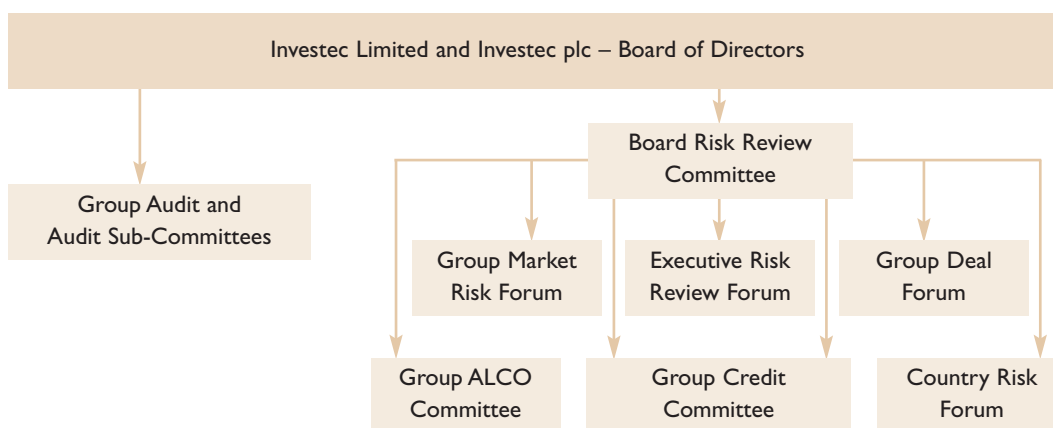 Investec Limited and Investec plc – Board of Directors
Board Risk Review
Committee
Group Audit and
Audit Sub-Committees
Group Market
Risk Forum
Executive Risk
Review Forum
Group Deal
Forum
Group ALCO
Committee
Group Credit
Committee
Country Risk
Forum